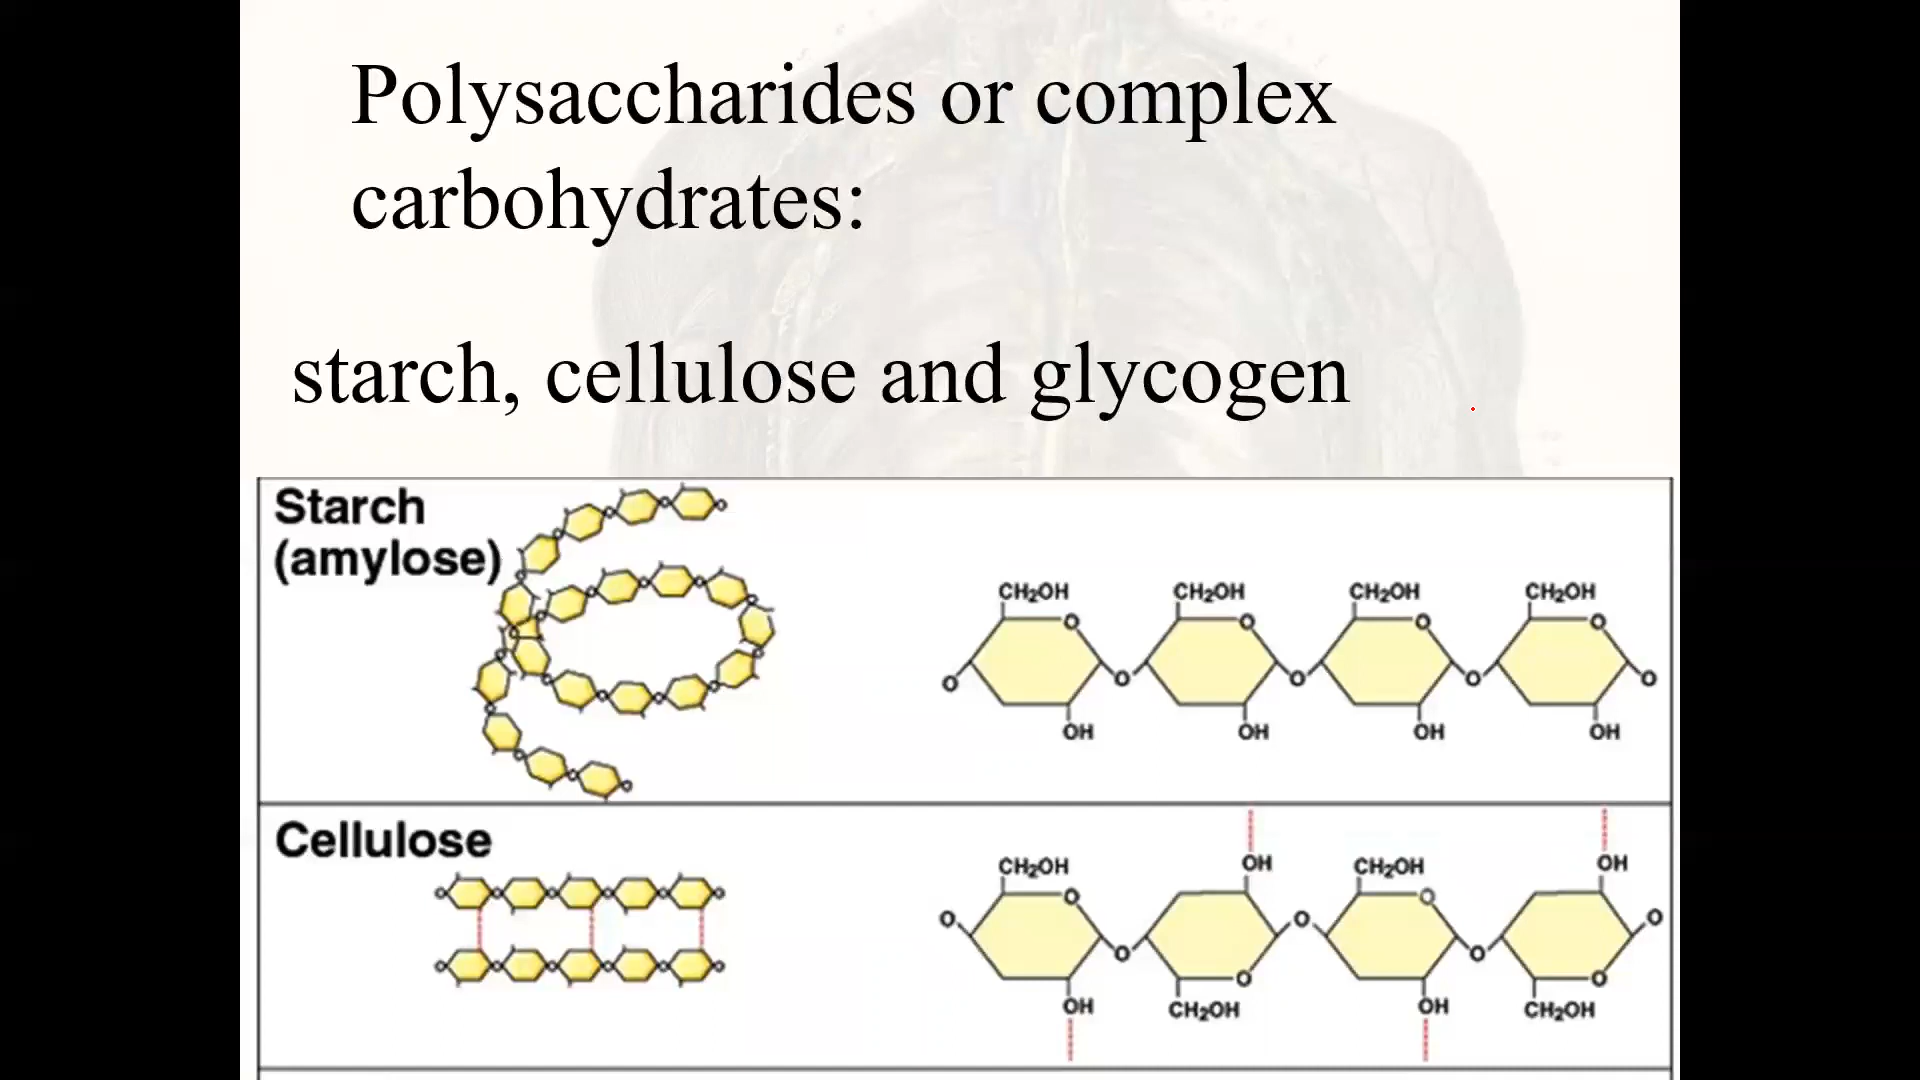 Polysaccharides or complex
carbohydrates:
starch, cellulose and glycogen
Starch
(amylose)
CH₂OH CH₂OH CH₂OH CH₂OH
O O O O
O O O O O
OH OH OH OH
Cellulose
OH OH
CH₂OH CH₂OH
O O
O O O
O O
O O
OH OH
CH₂OH CH₂OH